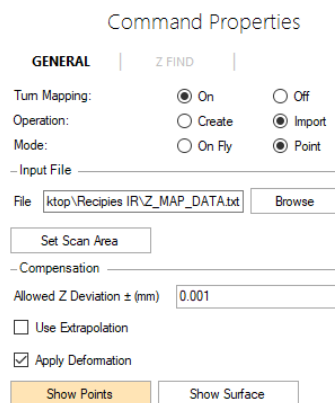 Command Properties
GENERAL Z FIND
Turn Mapping: On Off
Operation: Create Import
Mode: On Fly Point
Input File
File ktop\Recipies IR\Z_MAP_DATA.txt Browse
Set Scan Area
Compensation
Allowed Z Deviation ± (mm) 0.001
Use Extrapolation
Apply Deformation
Show Points Show Surface